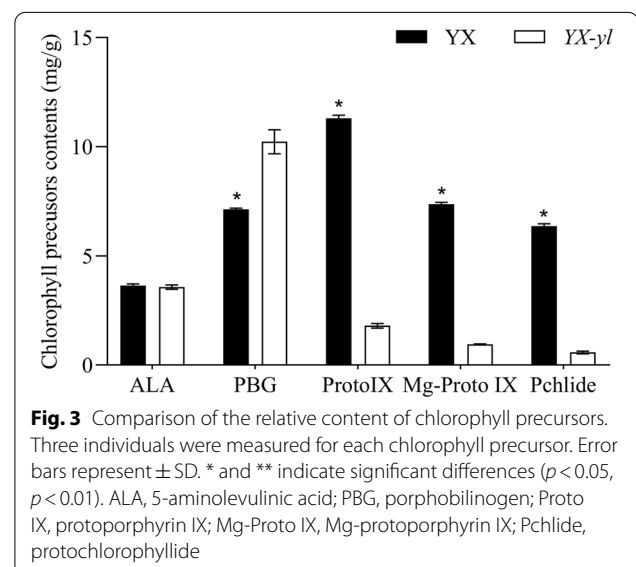 15
YX YX-yl
Chlorophyll precusors contents (mg/g)
10
5
0
*
*
*
*
ALA PBG ProtoIX Mg-Proto IX Pchlide
Fig. 3 Comparison of the relative content of chlorophyll precursors.
Three individuals were measured for each chlorophyll precursor. Error
bars represent ± SD. * and ** indicate significant differences (p < 0.05,
p < 0.01). ALA, 5-aminolevulinic acid; PBG, porphobilinogen; Proto
IX, protoporphyrin IX; Mg-Proto IX, Mg-protoporphyrin IX; Pchlide,
protochlorophyllide